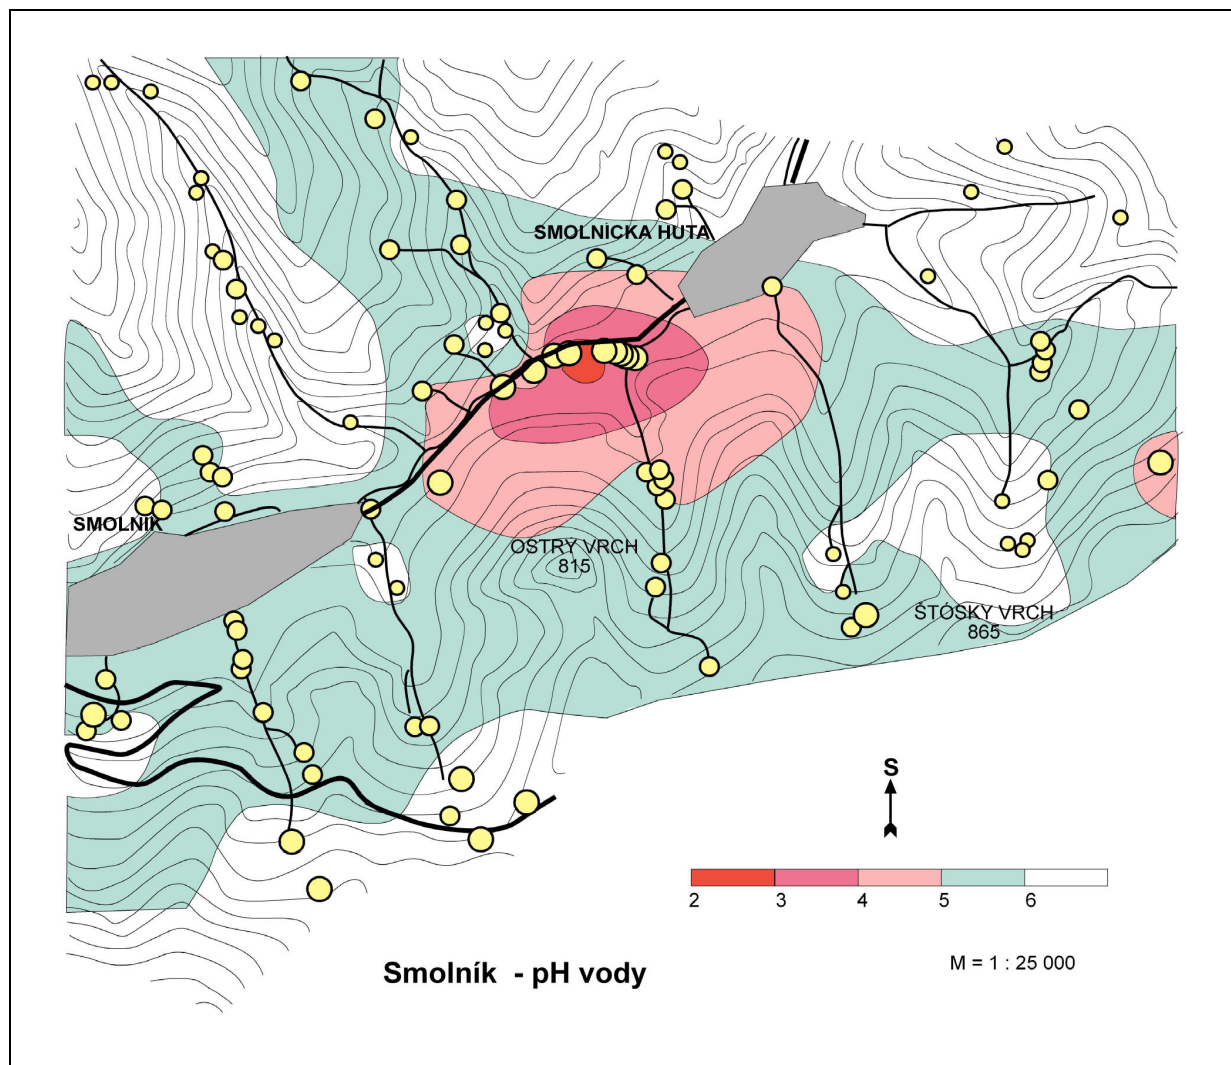 SMOLNÍCKA HUTA
SMOLNÍK
OSTRÝ VRCH
815
ŠTÓSKY VRCH
865
S
2 3 4 5 6
Smolník - pH vody
M = 1 : 25 000